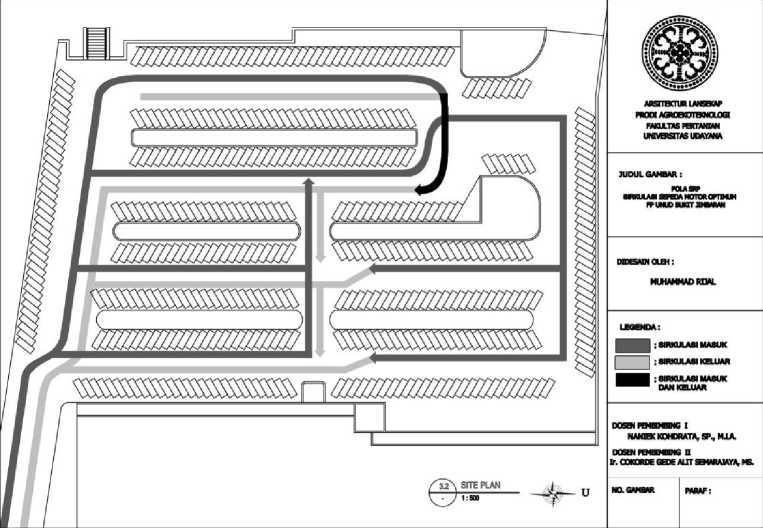 ARSITEKTUR LANSEKAP
PRODI AGROEKOTEKNOLOGI
FAKULTAS PERTANIAN
UNIVERSITAS UDAYANA
JUDUL GAMBAR :
POLA SRP
SIRKULASI SEPEDA MOTOR OPTIMUM
FP UNUD BUKIT JIMBARAN
DIDESAIN OLEH :
MUHAMMAD RIJAL
LEGENDA :
: SIRKULASI MASUK
: SIRKULASI KELUAR
: SIRKULASI MASUK
DAN KELUAR
DOSEN PEMBIMBING I
NANIEK KOHDRATA, SP., M.LA.
DOSEN PEMBIMBING II
Ir. COKORDE GEDE ALIT SEMARAJAYA, MS.
NO. GAMBAR
PARAF :
3.2
-
SITE PLAN
1 : 500
U